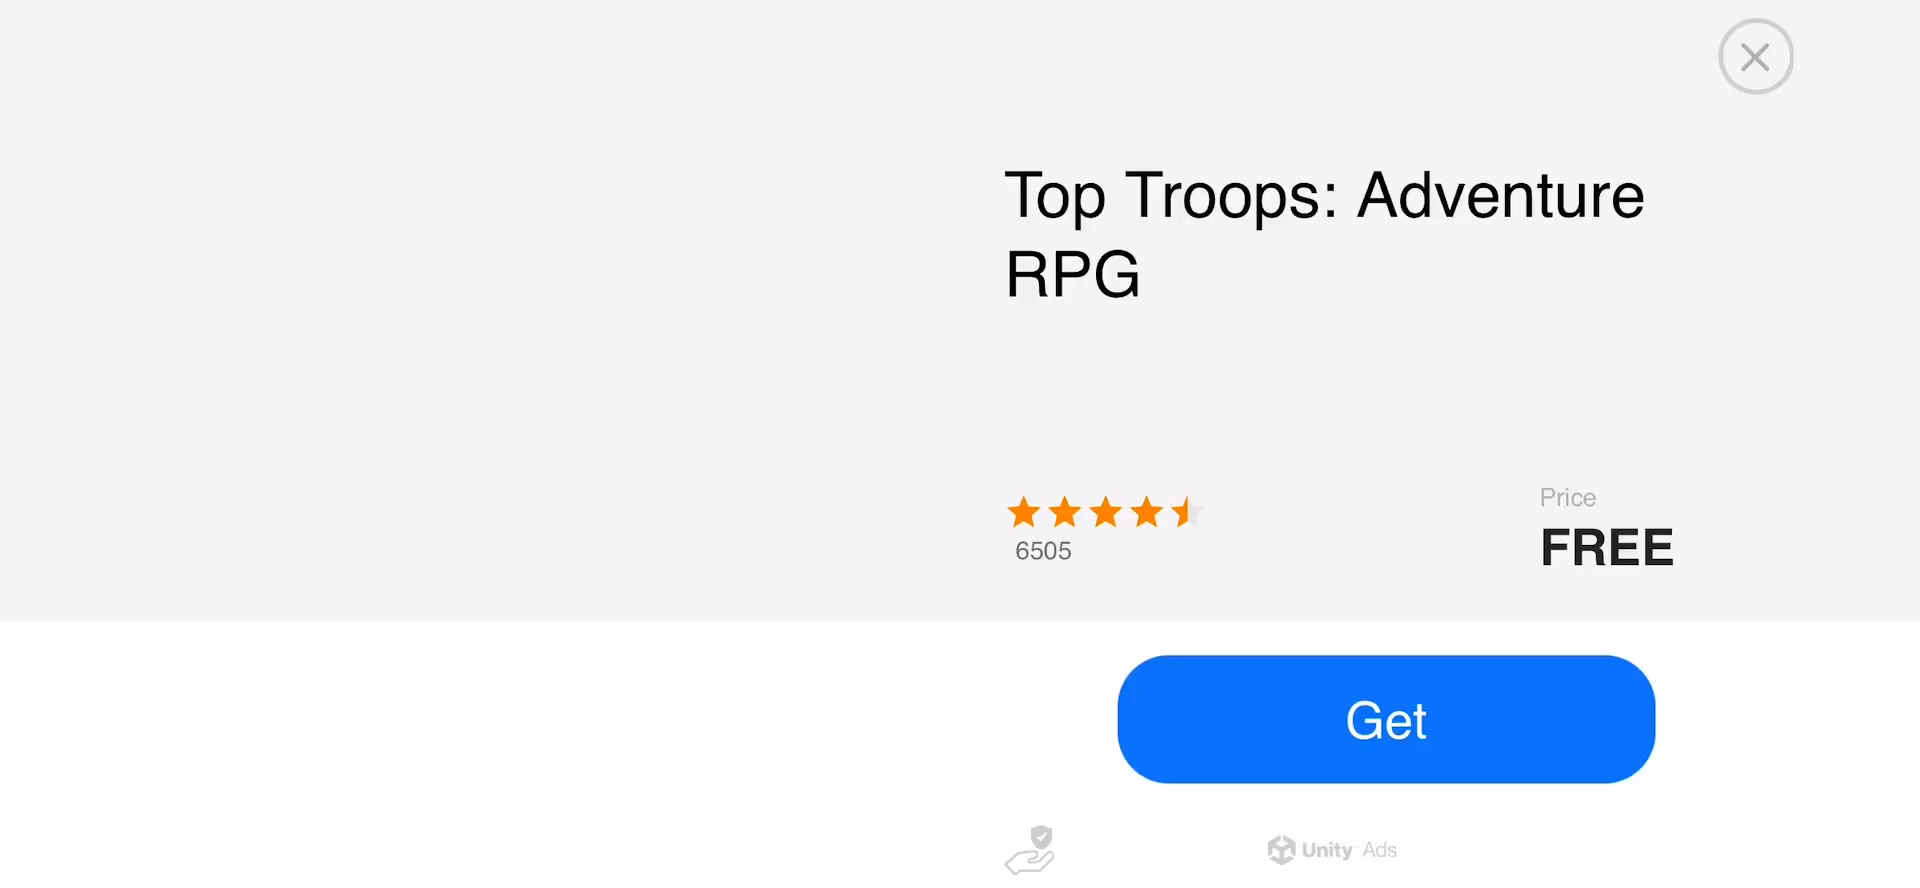 Top Troops: Adventure
RPG
6505
Price
FREE
Get
Unity Ads